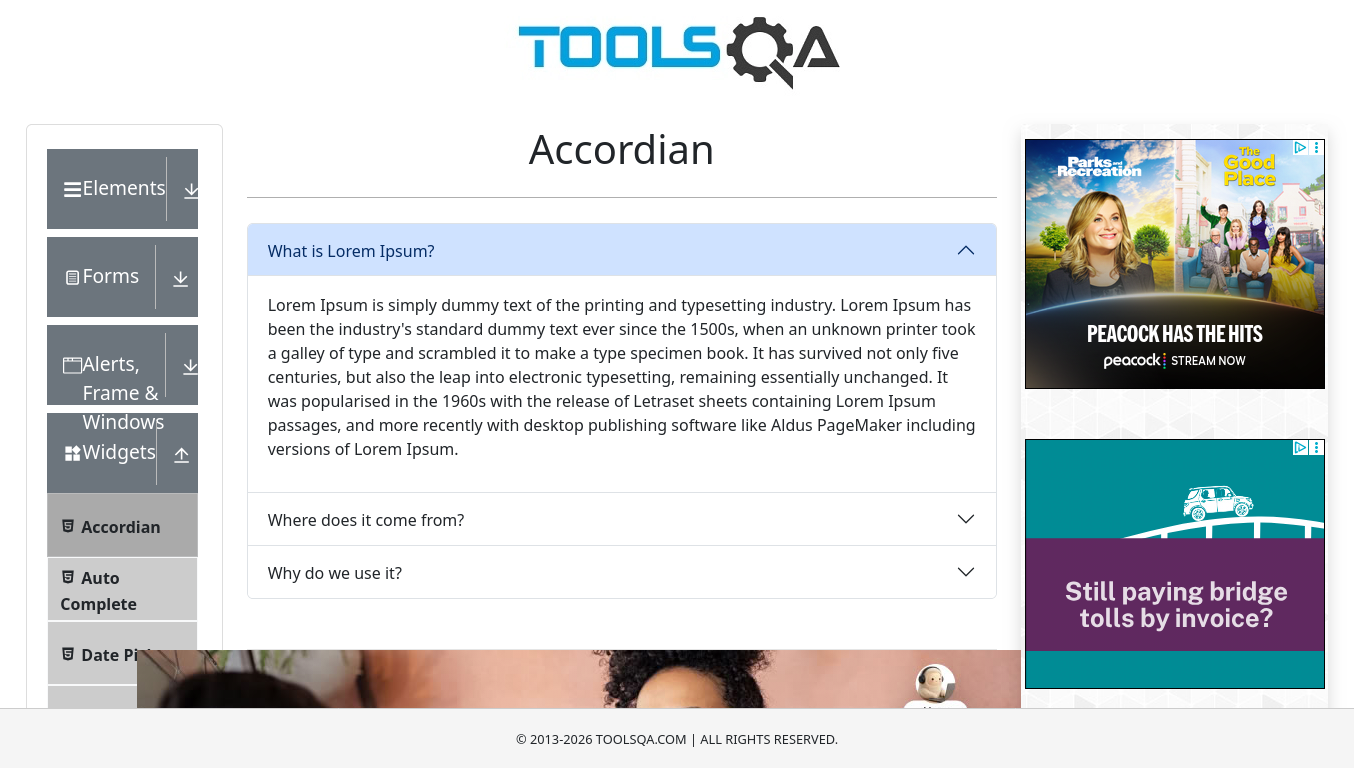 TOOLSQA
Accordian
Elements
Forms
Alerts,
Frame &
Windows
Widgets
Accordian
Auto
Complete
What is Lorem Ipsum?
Lorem Ipsum is simply dummy text of the printing and typesetting industry. Lorem Ipsum has
been the industry's standard dummy text ever since the 1500s, when an unknown printer took
a galley of type and scrambled it to make a type specimen book. It has survived not only five
centuries, but also the leap into electronic typesetting, remaining essentially unchanged. It
was popularised in the 1960s with the release of Letraset sheets containing Lorem Ipsum
passages, and more recently with desktop publishing software like Aldus PageMaker including
versions of Lorem Ipsum.
Where does it come from?
Why do we use it?
Date
Parks and
Recreation
The
Good
Place
PEACOCK HAS THE HITS
peacock STREAM NOW
Still paying bridge
tolls by invoice?
© 2013-2026 TOOLSQA.COM | ALL RIGHTS RESERVED.